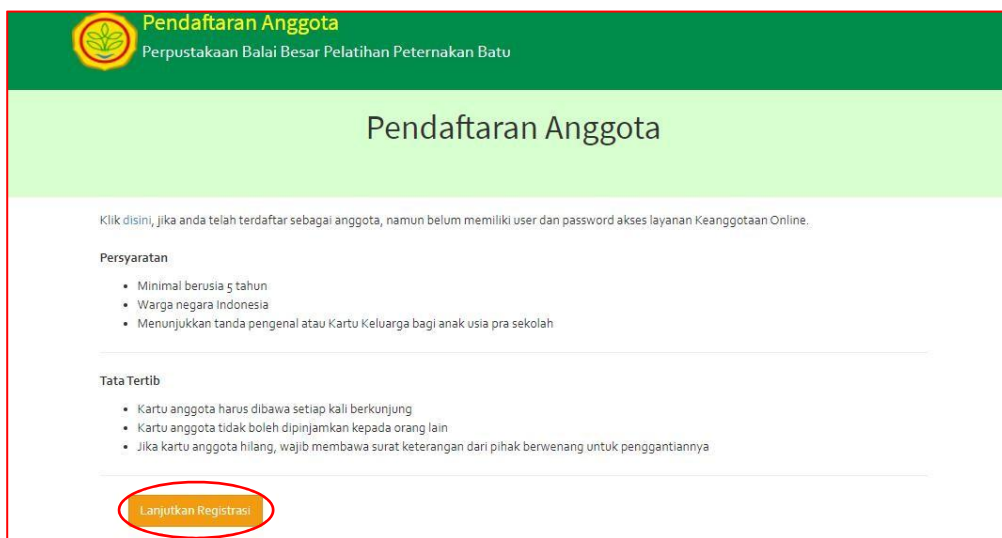 Pendaftaran Anggota
Perpustakaan Balai Besar Pelatihan Peternakan Batu
Pendaftaran Anggota
Klik disini, jika anda telah terdaftar sebagai anggota, namun belum memiliki user dan password akses layanan Keanggotaan Online.
Persyaratan
• Minimal berusia 5 tahun
• Warga negara Indonesia
• Menunjukkan tanda pengenal atau Kartu Keluarga bagi anak usia pra sekolah
Tata Tertib
• Kartu anggota harus dibawa setiap kali berkunjung
• Kartu anggota tidak boleh dipinjamkan kepada orang lain
• Jika kartu anggota hilang, wajib membawa surat keterangan dari pihak berwenang untuk penggantiannya
Lanjutkan Registrasi